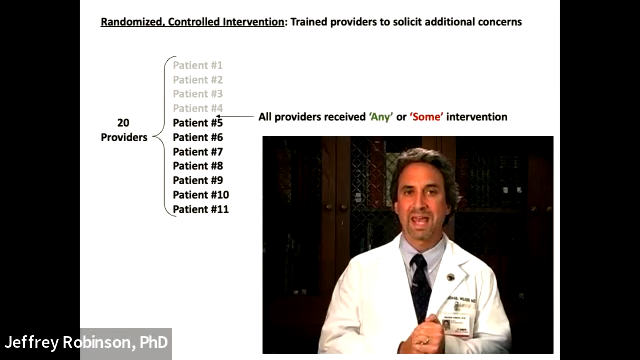 Randomized, Controlled Intervention: Trained providers to solicit additional concerns
Patient #1
Patient #2
Patient #3
Patient #4
Patient #5
Patient #6
Patient #7
Patient #8
Patient #9
Patient #10
Patient #11
20
Providers
All providers received ‘Any’ or ‘Some’ intervention
Jeffrey Robinson, PhD